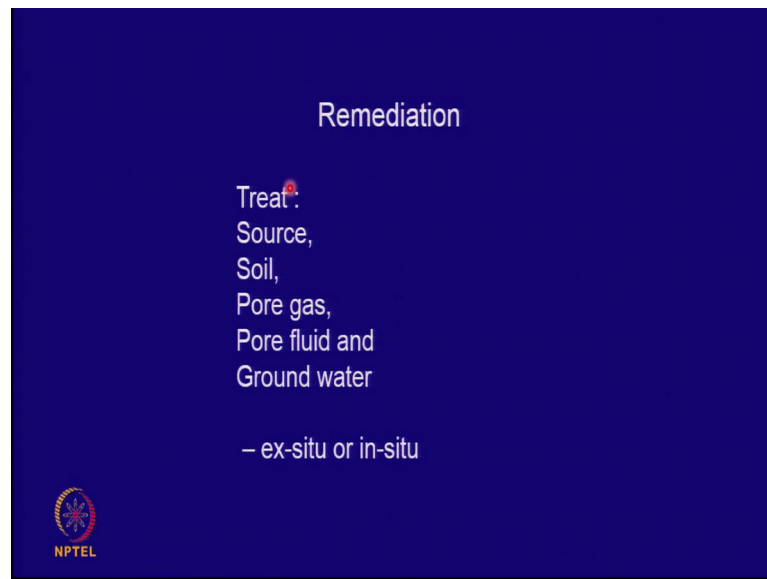 Remediation
Treat :
Source,
Soil,
Pore gas,
Pore fluid and
Ground water
– ex-situ or in-situ
NPTEL